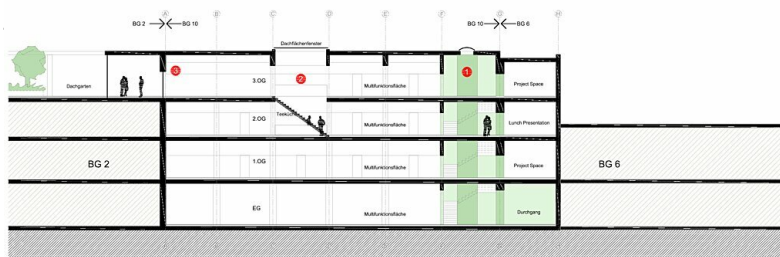 BG 2
BG 10
BG 10
BG 6
A
B
C
D
E
F
G
H
Dachflächenfenster
3
2
1
Dachgarten
3.OG
Multifunktionsfläche
Project Space
Teeküche
2.OG
Multifunktionsfläche
Lunch Presentation
BG 2
1.OG
Multifunktionsfläche
Project Space
BG 6
EG
Multifunktionsfläche
Durchgang